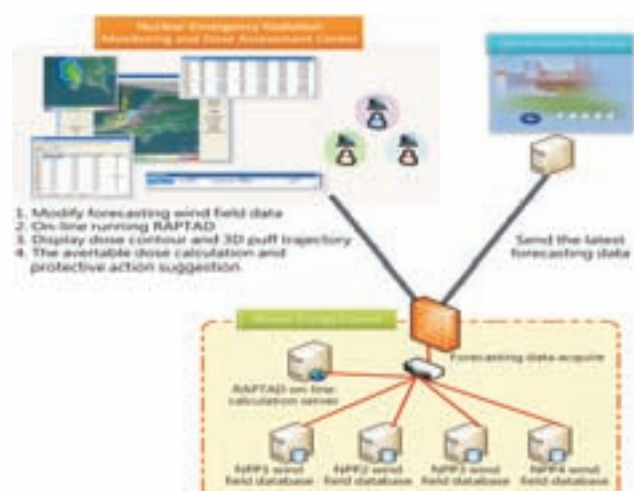 Nuclear Emergency Radiation
Monitoring and Dose Assessment Center
1. Modify forecasting wind field data
2. On-line running RAPTAD
3. Display dose contour and 3D puff trajectory
4. The avertable dose calculation and
protective action suggestion
Send the latest
forecasting data
Forecasting data acquire
RAPTAD on-line
calculation server
NPP1 wind
field database
NPP2 wind
field database
NPP3 wind
field database
NPP4 wind
field database